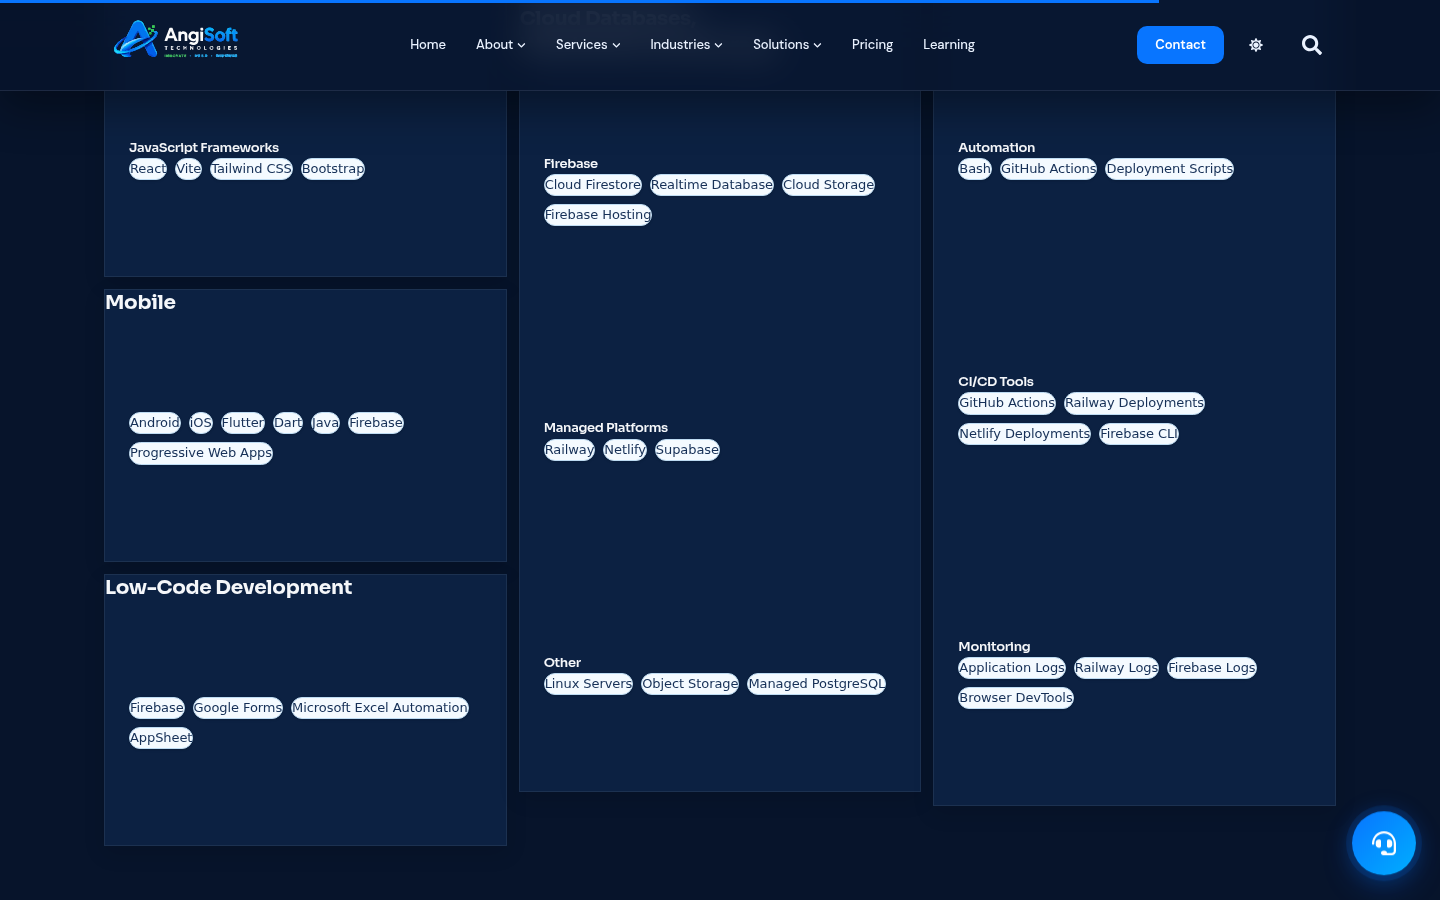 AngiSoft
TECHNOLOGIES
Home
About
Services
Industries
Solutions
Pricing
Learning
Contact
Cloud Databases
JavaScript Frameworks
React Vite Tailwind CSS Bootstrap
Mobile
Android iOS Flutter Dart Java Firebase
Progressive Web Apps
Low-Code Development
Firebase Google Forms Microsoft Excel Automation
AppSheet
Firebase
Cloud Firestore Realtime Database Cloud Storage
Firebase Hosting
Managed Platforms
Railway Netlify Supabase
Other
Linux Servers Object Storage Managed PostgreSQL
Automation
Bash GitHub Actions Deployment Scripts
CI/CD Tools
GitHub Actions Railway Deployments
Netlify Deployments Firebase CLI
Monitoring
Application Logs Railway Logs Firebase Logs
Browser DevTools